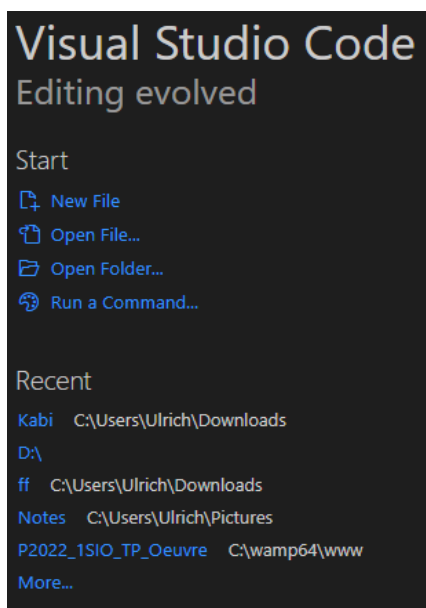 Visual Studio Code
Editing evolved
Start
New File
Open File...
Open Folder...
Run a Command...
Recent
Kabi C:\Users\Ulrich\Downloads
D:\
ff C:\Users\Ulrich\Downloads
Notes C:\Users\Ulrich\Pictures
P2022_1SIO_TP_Oeuvre C:\wamp64\www
More...